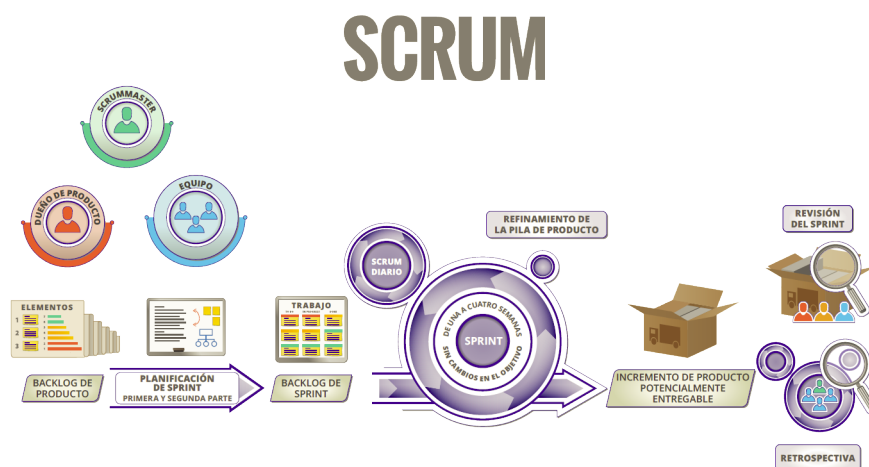 SCRUM
SCRUMMASTER
DUEÑO DE PRODUCTO
EQUIPO
REFINAMIENTO DE
LA PILA DE PRODUCTO
REVISIÓN
DEL SPRINT
SCRUM
DIARIO
ELEMENTOS
1
2
3
TRABAJO
DE UNA A CUATRO SEMANAS
SPRINT
SIN CAMBIOS EN EL OBJETIVO
BACKLOG DE
PRODUCTO
PLANIFICACIÓN
DE SPRINT
PRIMERA Y SEGUNDA PARTE
BACKLOG DE
SPRINT
INCREMENTO DE PRODUCTO
POTENCIALMENTE
ENTREGABLE
RETROSPECTIVA